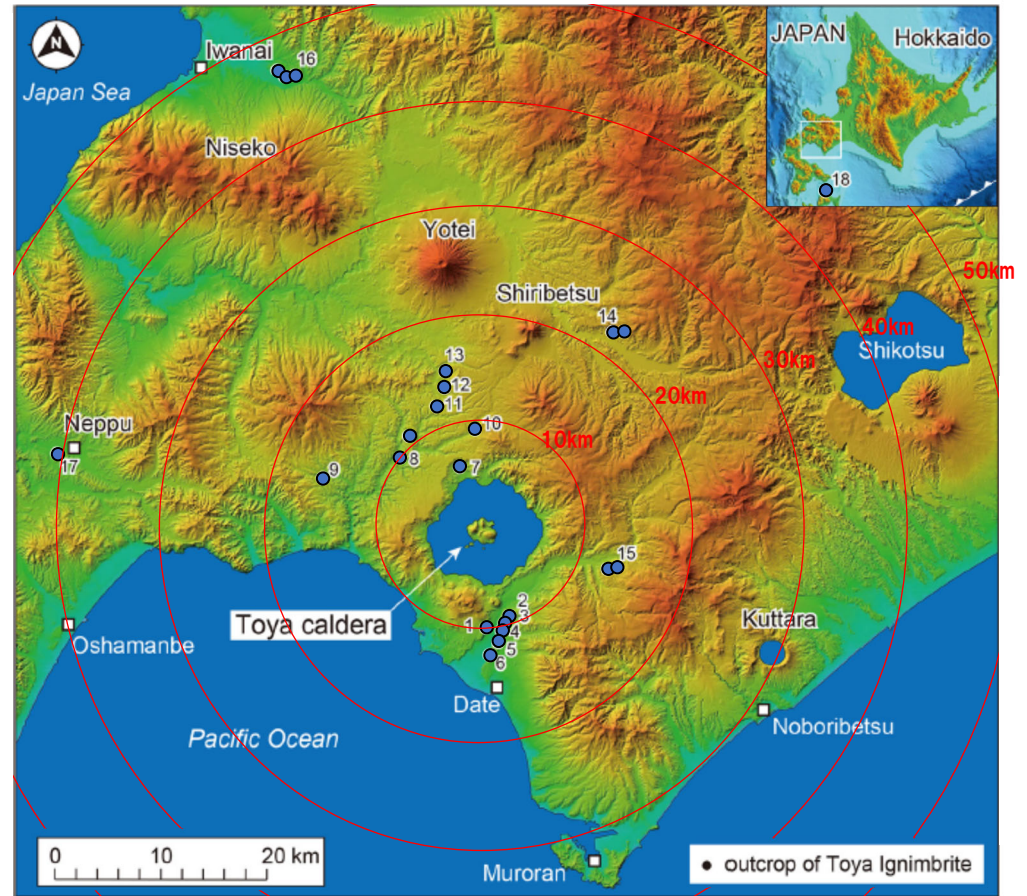 N
Iwanai
16
JAPAN
Hokkaido
Japan Sea
Niseko
18
Yotei
50km
Shiribetsu
14
40km
Shikotsu
30km
13
12
20km
11
Neppu
10
10km
17
8
7
9
15
2
3
Toya caldera
1
4
Kuttara
5
Oshamanbe
6
Date
Noboribetsu
Pacific Ocean
0 10 20 km
Muroran
outcrop of Toya Ignimbrite